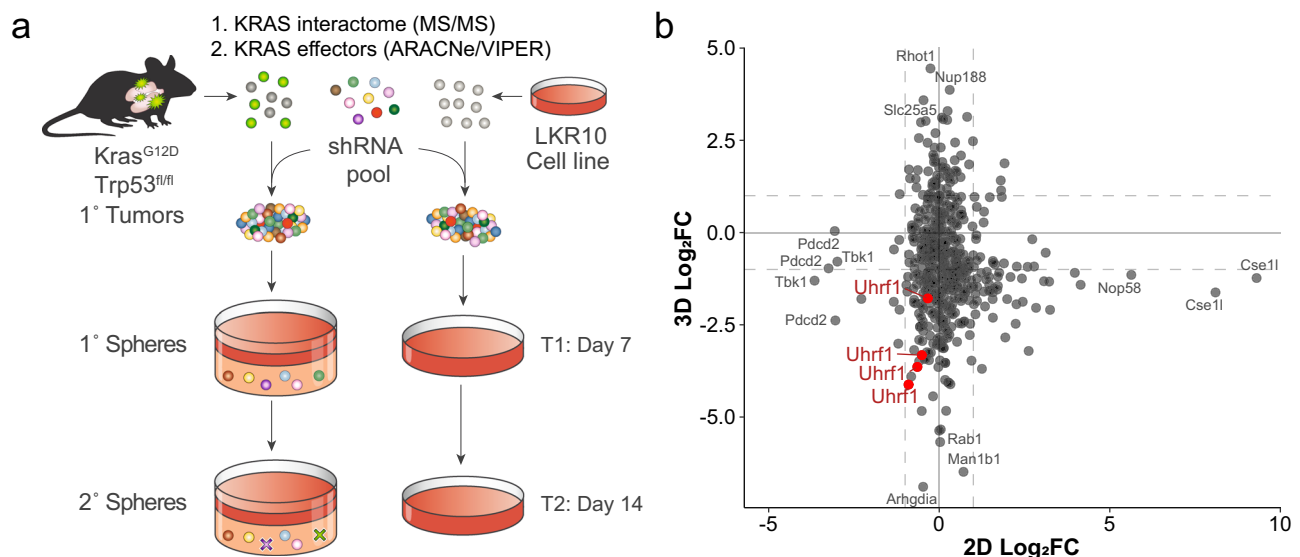 a
1. KRAS interactome (MS/MS)
2. KRAS effectors (ARACNe/VIPER)
Kras^G12D
Trp53^fl/fl
1° Tumors
shRNA
pool
LKR10
Cell line
1° Spheres
T1: Day 7
2° Spheres
T2: Day 14
b
5.0
2.5
0.0
-2.5
-5.0
3D Log₂FC
Rhot1
Nup188
Slc25a5
Pdcd2
Pdcd2
Tbk1
Tbk1
Pdcd2
Uhrf1
Uhrf1
Uhrf1
Uhrf1
Nop58
Cse1l
Cse1l
Rab1
Man1b1
Arhgdia
-5
0
5
10
2D Log₂FC